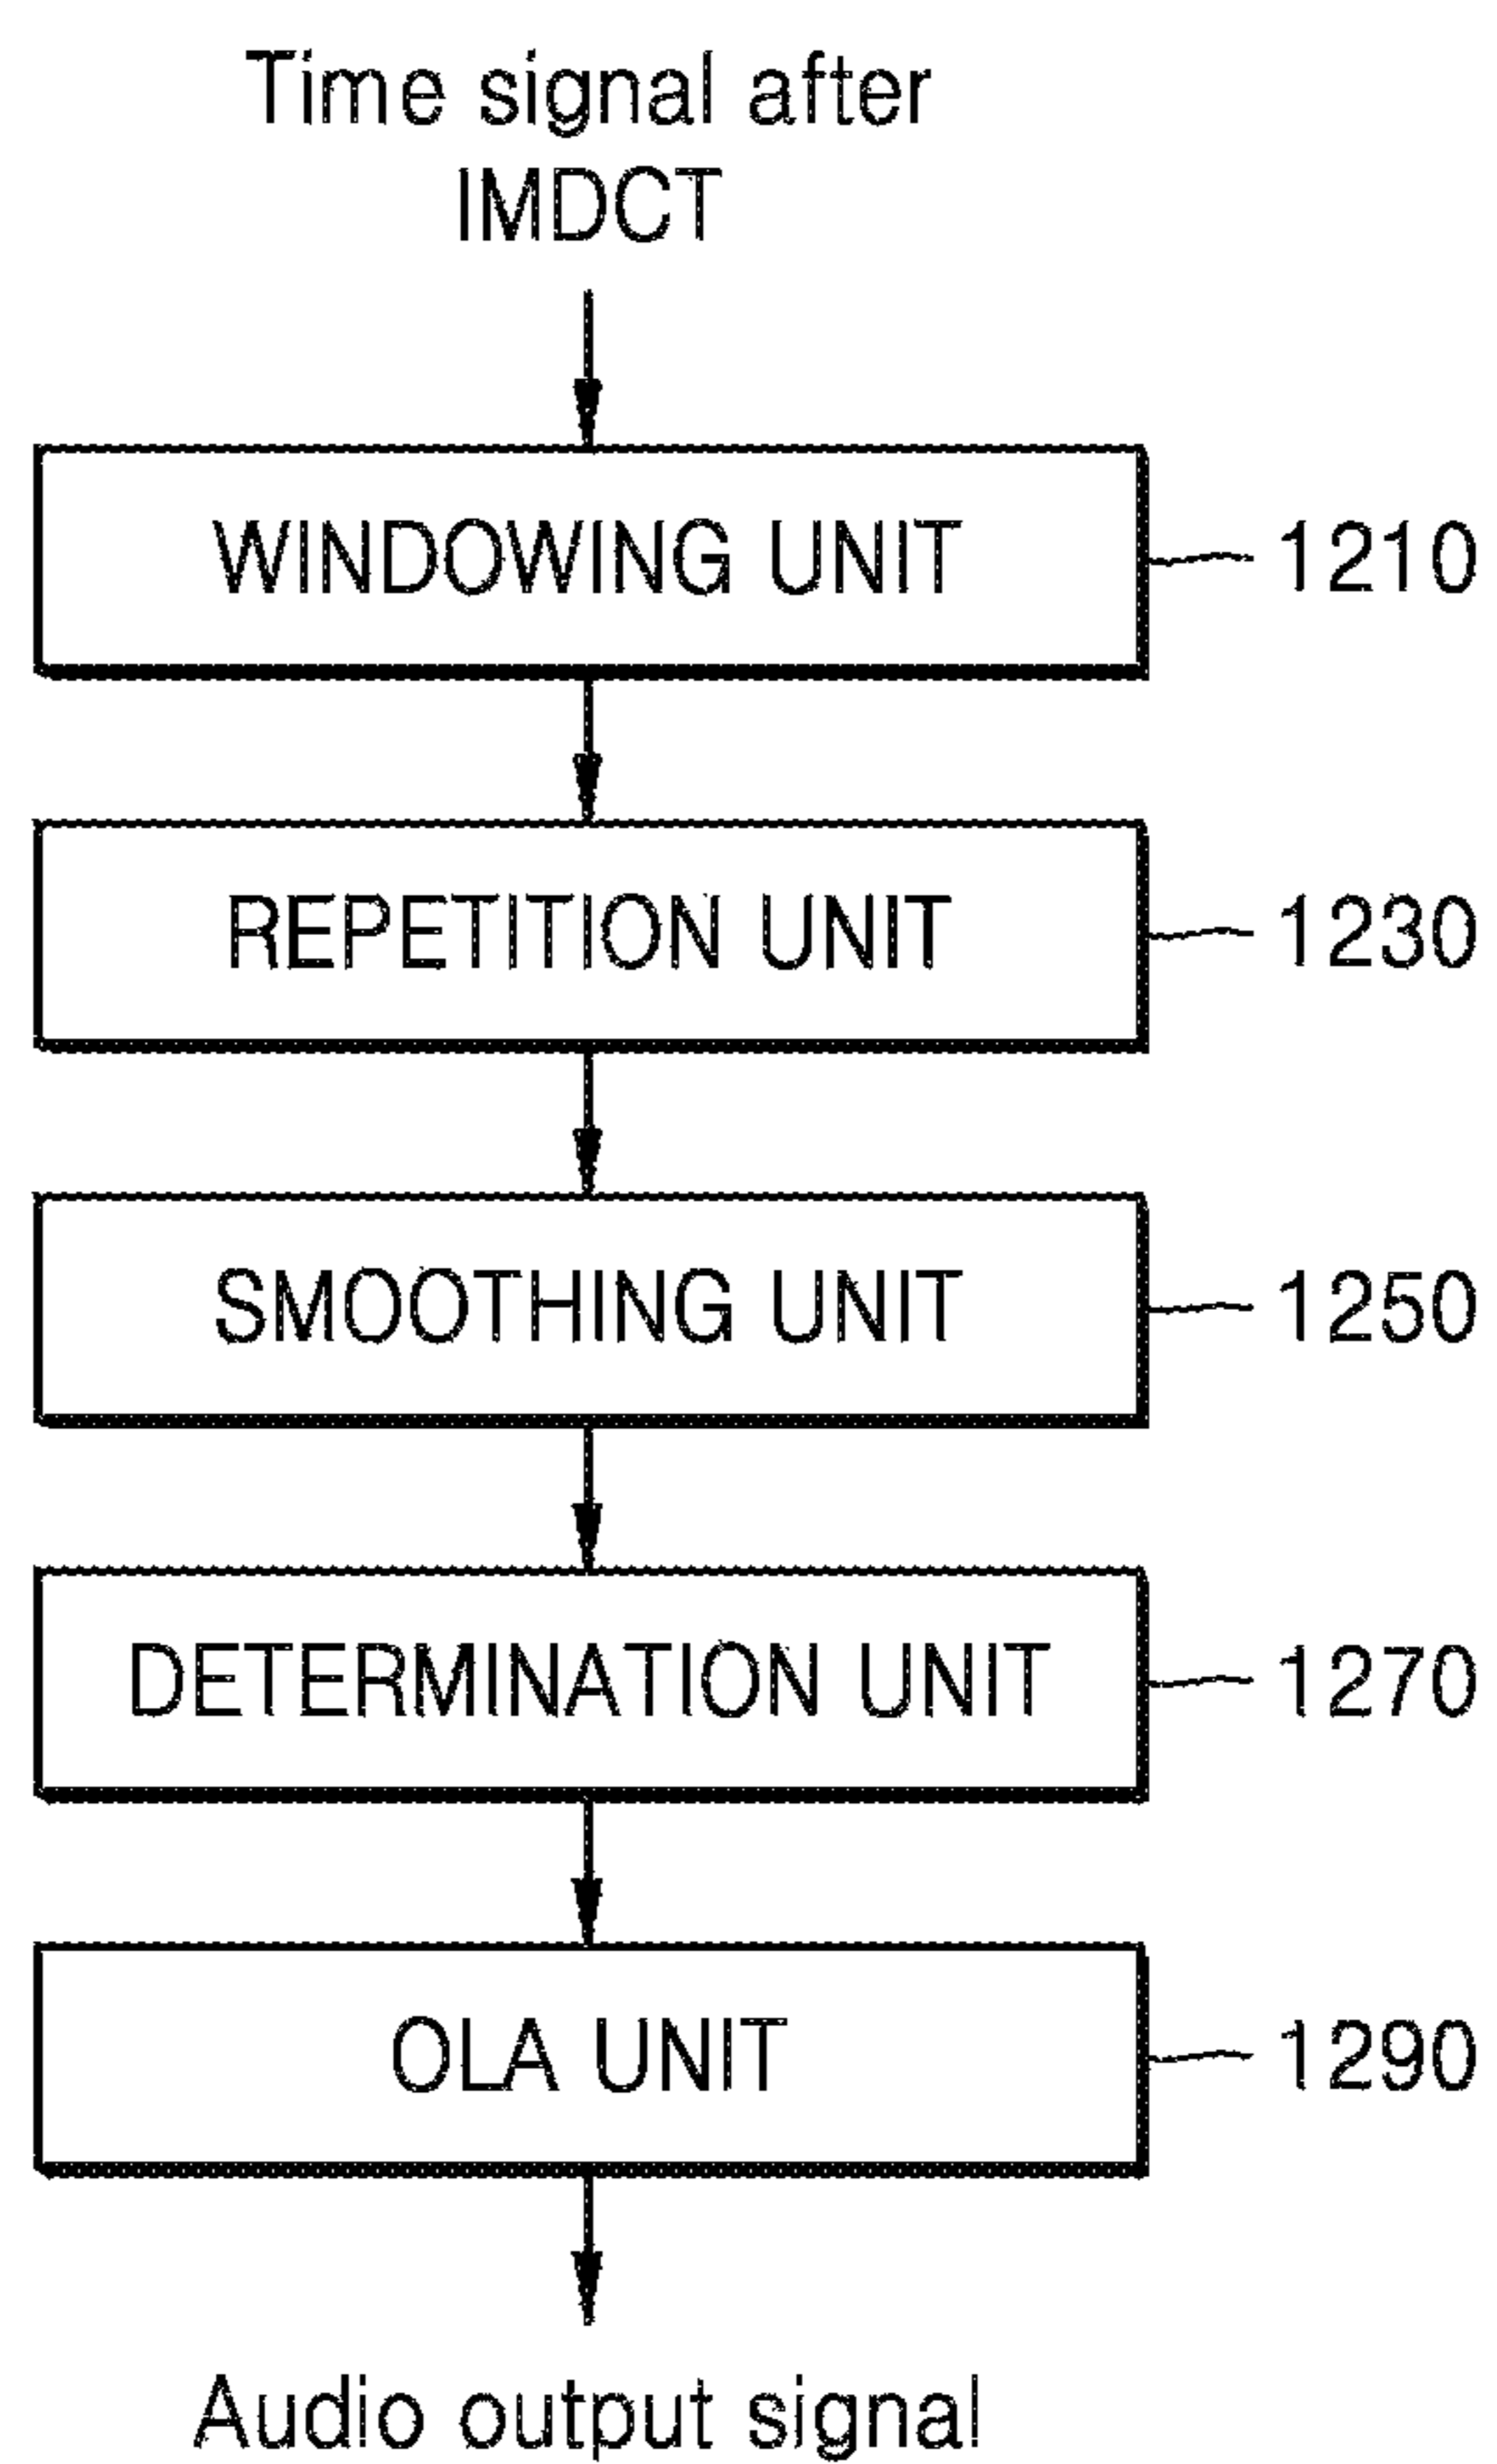 Time signal after
IMDCT
WINDOWING UNIT 1210
REPETITION UNIT 1230
SMOOTHING UNIT 1250
DETERMINATION UNIT 1270
OLA UNIT 1290
Audio output signal